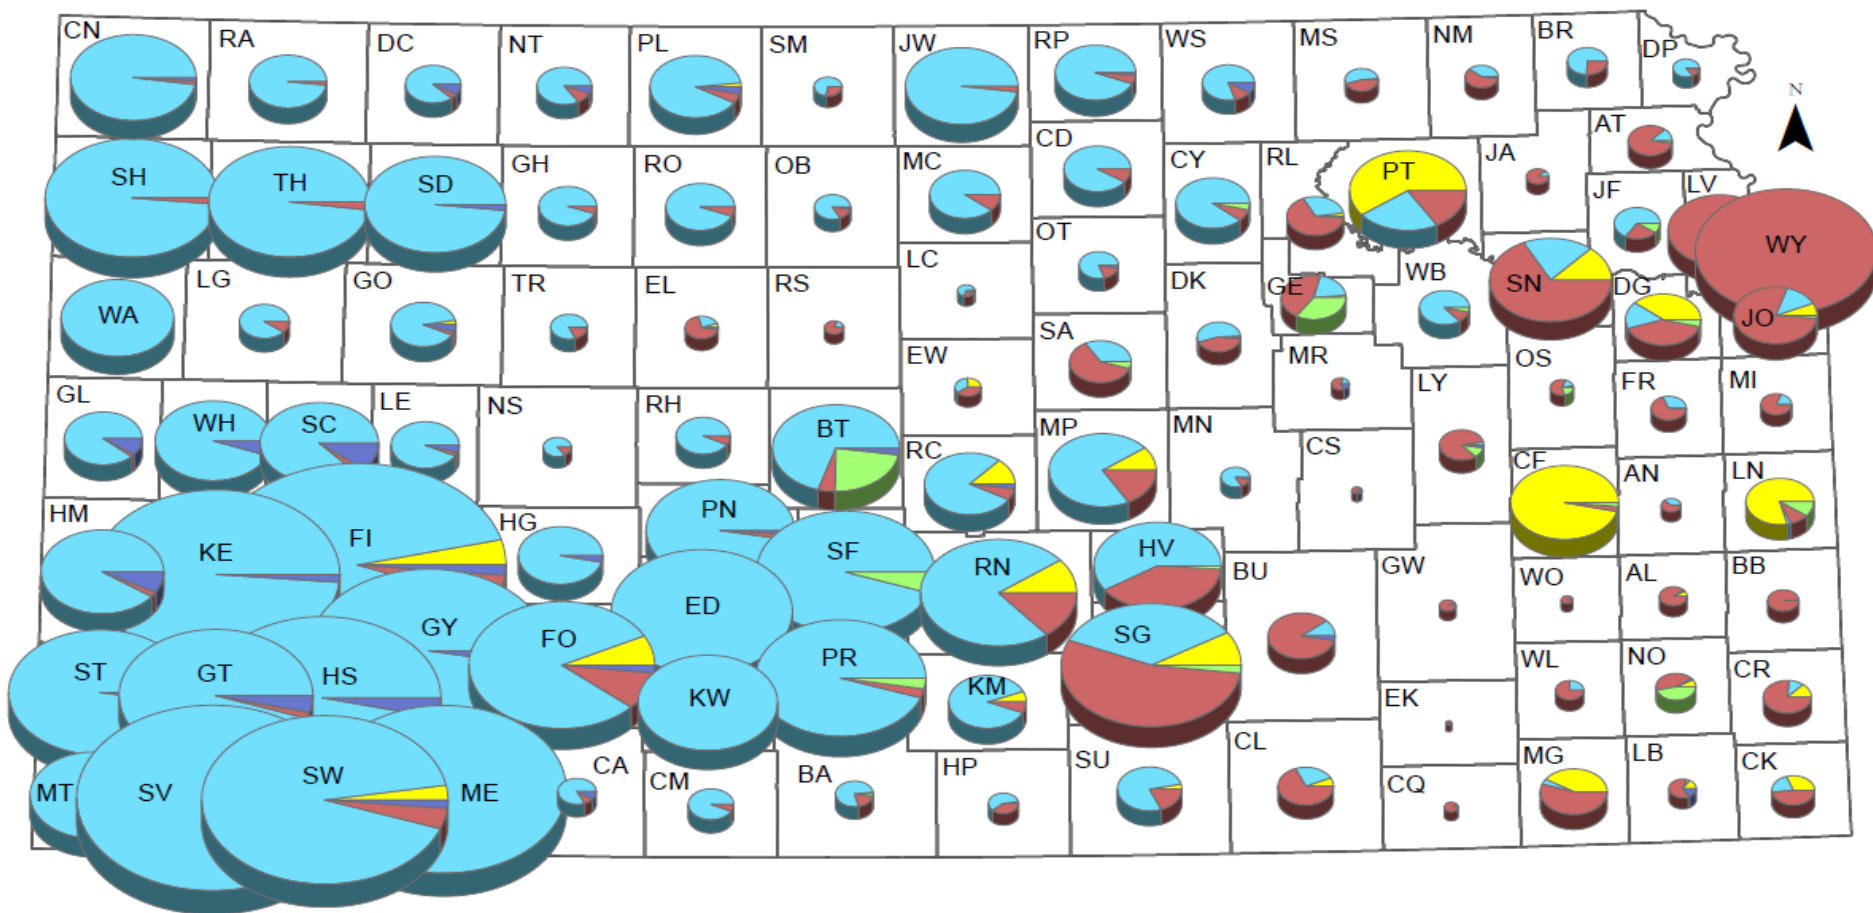 CN RA DC NT PL SM JW RP WS MS NM BR DP
N
SH TH SD GH RO OB MC CD CY RL PT JA AT
JF LV WY
WA LG GO TR EL RS LC OT DK GE WB SN DG JO
EW SA MR LY OS FR MI
GL WH SC LE NS RH BT RC MP MN CS CF AN LN
HM KE FI HG PN SF RN HV BU GW WO AL BB
ST GT HS GY FO ED KW PR KM SG EK WL NO CR
MT SV SW ME CA CM BA HP SU CL CQ MG LB CK